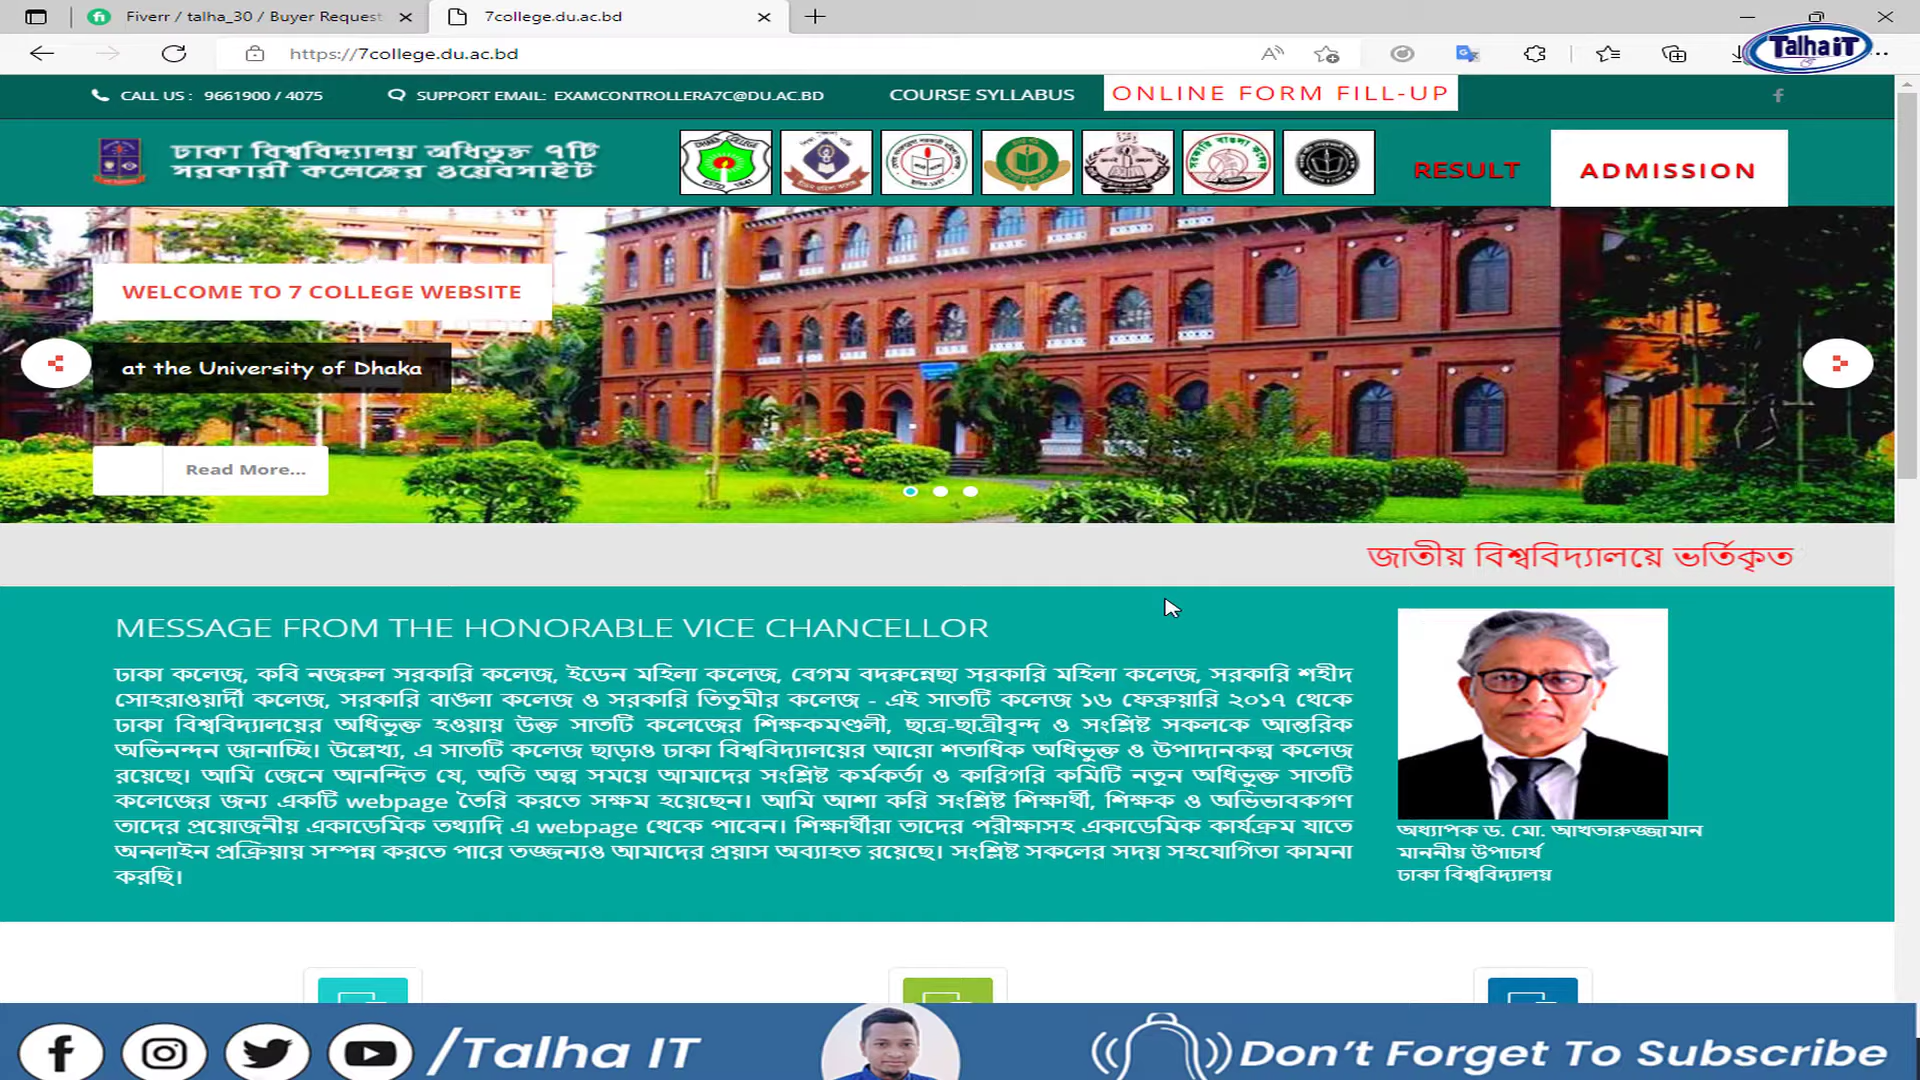 Fiverr / talha_30 / Buyer Request
7college.du.ac.bd
https://7college.du.ac.bd
Talha iT
CALL US : 9661900 / 4075
SUPPORT EMAIL: EXAMCONTROLLERA7C@DU.AC.BD
COURSE SYLLABUS
ONLINE FORM FILL-UP
ঢাকা বিশ্ববিদ্যালয় অধিভুক্ত ৭টি
সরকারী কলেজের ওয়েবসাইট
RESULT
ADMISSION
WELCOME TO 7 COLLEGE WEBSITE
at the University of Dhaka
Read More...
জাতীয় বিশ্ববিদ্যালয়ে ভর্তিকৃত
MESSAGE FROM THE HONORABLE VICE CHANCELLOR
ঢাকা কলেজ, কবি নজরুল সরকারি কলেজ, ইডেন মহিলা কলেজ, বেগম বদরুন্নেছা সরকারি মহিলা কলেজ, সরকারি শহীদ
সোহরাওয়ার্দী কলেজ, সরকারি বাঙলা কলেজ ও সরকারি তিতুমীর কলেজ - এই সাতটি কলেজ ১৬ ফেব্রুয়ারি ২০১৭ থেকে
ঢাকা বিশ্ববিদ্যালয়ের অধিভুক্ত হওয়ায় উক্ত সাতটি কলেজের শিক্ষকমণ্ডলী, ছাত্র-ছাত্রীবৃন্দ ও সংশ্লিষ্ট সকলকে আন্তরিক
অভিনন্দন জানাচ্ছি। উল্লেখ্য, এ সাতটি কলেজ ছাড়াও ঢাকা বিশ্ববিদ্যালয়ের আরো শতাধিক অধিভুক্ত ও উপাদানকল্প কলেজ
রয়েছে। আমি জেনে আনন্দিত যে, অতি অল্প সময়ে আমাদের সংশ্লিষ্ট কর্মকর্তা ও কারিগরি কমিটি নতুন অধিভুক্ত সাতটি
কলেজের জন্য একটি webpage তৈরি করতে সক্ষম হয়েছেন। আমি আশা করি সংশ্লিষ্ট শিক্ষার্থী, শিক্ষক ও অভিভাবকগণ
তাদের প্রয়োজনীয় একাডেমিক তথ্যাদি এ webpage থেকে পাবেন। শিক্ষার্থীরা তাদের পরীক্ষাসহ একাডেমিক কার্যক্রম যাতে
অনলাইন প্রক্রিয়ায় সম্পন্ন করতে পারে তজ্জন্যও আমাদের প্রয়াস অব্যাহত রয়েছে। সংশ্লিষ্ট সকলের সদয় সহযোগিতা কামনা
করছি।
অধ্যাপক ড. মো. আখতারুজ্জামান
মাননীয় উপাচার্য
ঢাকা বিশ্ববিদ্যালয়
/Talha IT
Don't Forget To Subscribe